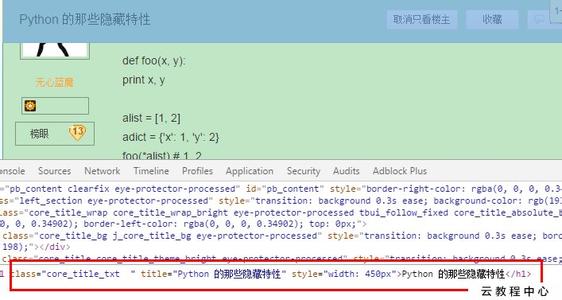 Python 的那些隐藏特性
取消只看楼主
收藏
无心蓝魔
榜眼 13
def foo(x, y):
print x, y
alist = [1, 2]
adict = {'x': 1, 'y': 2}
foo(*alist) # 1, 2
onsole Sources Network Timeline Profiles Application Security Audits Adblock Plus
="pb_content clearfix eye-protector-processed" id="pb_content" style="border-right-color: rgba(0, 0, 0, 0.3
ss="left_section eye-protector-processed" style="transition: background 0.3s ease; background-color: rgb(19
lass="core_title_wrap core_title_wrap_bright eye-protector-processed tbui_follow_fixed core_title_absolute_b
0, 0, 0.34902); border-left-color: rgba(0, 0, 0, 0.34902); top: 0px;">
class="core_title_bg j_core_title_bg eye-protector-processed" style="transition: background 0.3s ease; bord
198);"></div>
class="core_title core_title_theme_bright eye-protector-processed" style="transition: background 0.3s ease;
1 class="core_title_txt " title="Python 的那些隐藏特性" style="width: 450px">Python 的那些隐藏特性</h1>
云教程中心